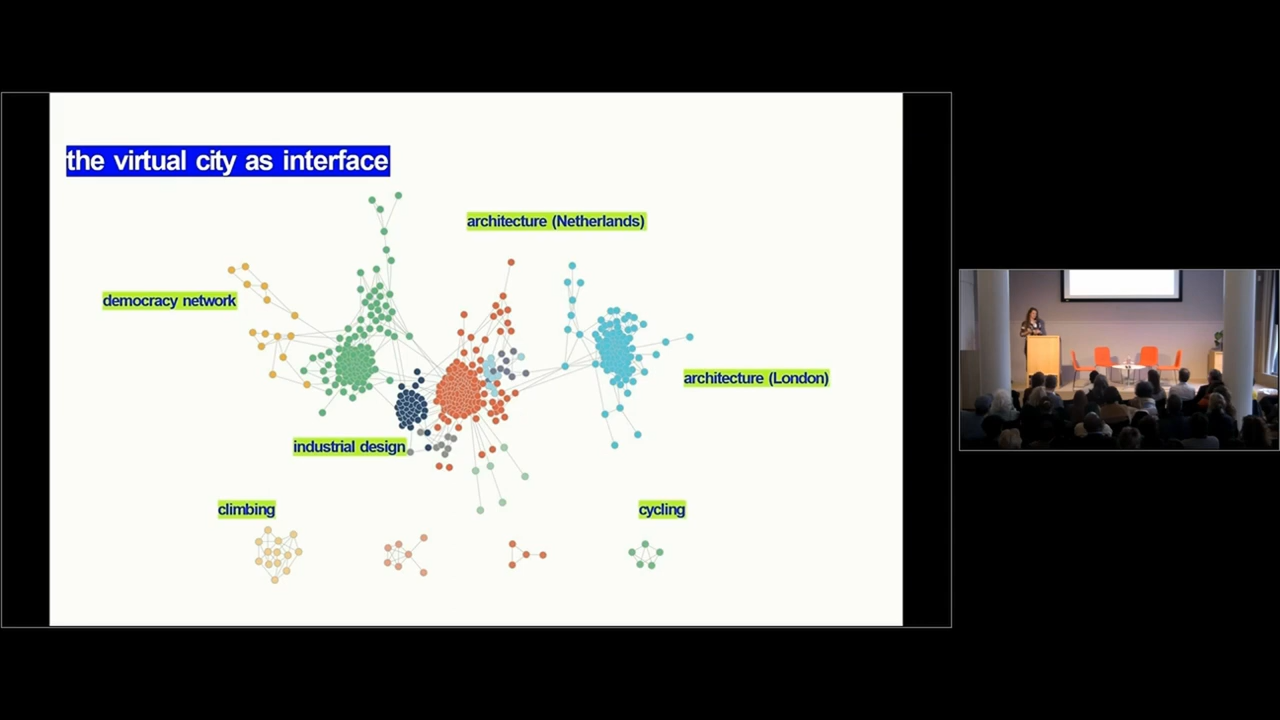 the virtual city as interface
architecture (Netherlands)
democracy network
architecture (London)
industrial design
climbing
cycling